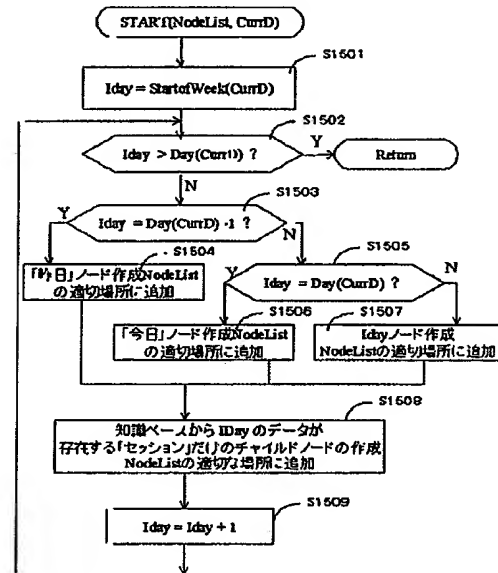 START(NodeList, CurrD)
S1501
Iday = StartofWeek(CurrD)
S1502
Iday > Day(CurrD) ?
Y
Return
N
S1503
Y
Iday = Day(CurrD) -1 ?
N
S1504
S1505
「昨日」ノード作成NodeList
の適切場所に追加
Y
Iday = Day(CurrD) ?
N
S1506
S1507
「今日」ノード作成NodeList
の適切場所に追加
Idayノード作成
NodeListの適切場所に追加
S1508
知識ベースからIDayのデータが
存在する「セッション」だけのチャイルドノードの作成
NodeListの適切な場所に追加
S1509
Iday = Iday + 1